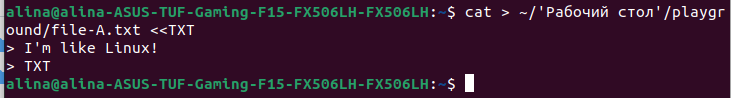 alina@alina-ASUS-TUF-Gaming-F15-FX506LH-FX506LH:~$ cat > ~/'Рабочий стол'/playgr
ound/file-A.txt <<TXT
> I'm like Linux!
> TXT
alina@alina-ASUS-TUF-Gaming-F15-FX506LH-FX506LH:~$